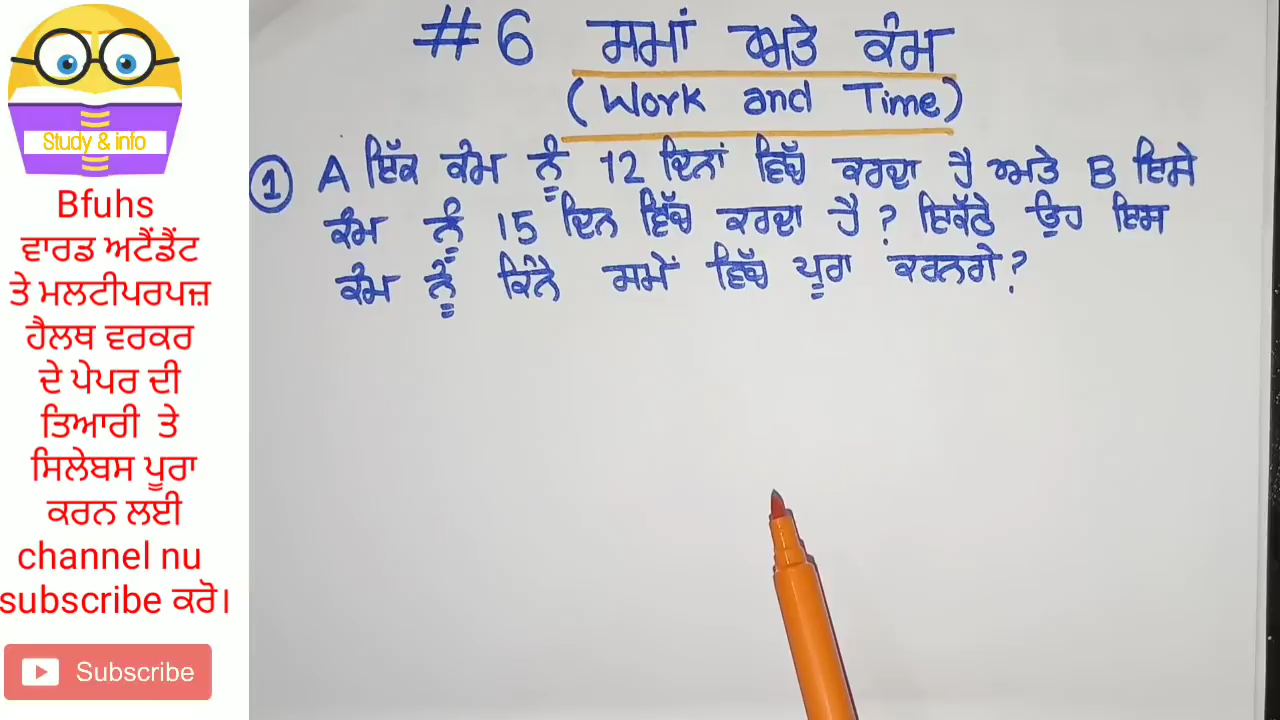 Study & info
Bfuhs
ਵਾਰਡ ਅਟੈਂਡੈਂਟ
ਤੇ ਮਲਟੀਪਰਪਜ਼
ਹੈਲਥ ਵਰਕਰ
ਦੇ ਪੇਪਰ ਦੀ
ਤਿਆਰੀ ਤੇ
ਸਿਲੇਬਸ ਪੂਰਾ
ਕਰਨ ਲਈ
channel nu
subscribe ਕਰੋ।
Subscribe
#6 ਸਮਾਂ ਅਤੇ ਕੰਮ
(Work and Time)
1 A ਇੱਕ ਕੰਮ ਨੂੰ 12 ਦਿਨਾਂ ਵਿੱਚ ਕਰਦਾ ਹੈ ਅਤੇ B ਇਸੇ
ਕੰਮ ਨੂੰ 15 ਦਿਨ ਵਿੱਚ ਕਰਦਾ ਹੈ? ਇਕੱਠੇ ਉਹ ਇਸ
ਕੰਮ ਨੂੰ ਕਿੰਨੇ ਸਮੇਂ ਵਿੱਚ ਪੂਰਾ ਕਰਨਗੇ?